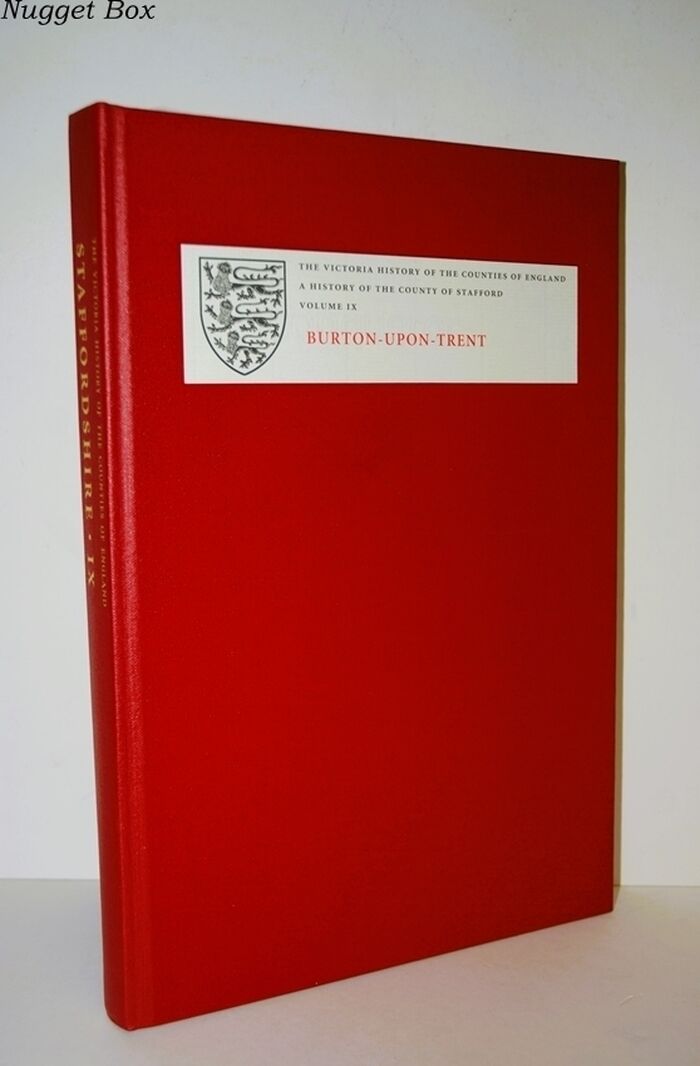 Nugget Box
THE VICTORIA HISTORY OF THE COUNTIES OF ENGLAND
A HISTORY OF THE COUNTY OF STAFFORD
VOLUME IX
BURTON-UPON-TRENT
THE VICTORIA HISTORY OF THE COUNTIES OF ENGLAND
STAFFORDSHIRE • IX